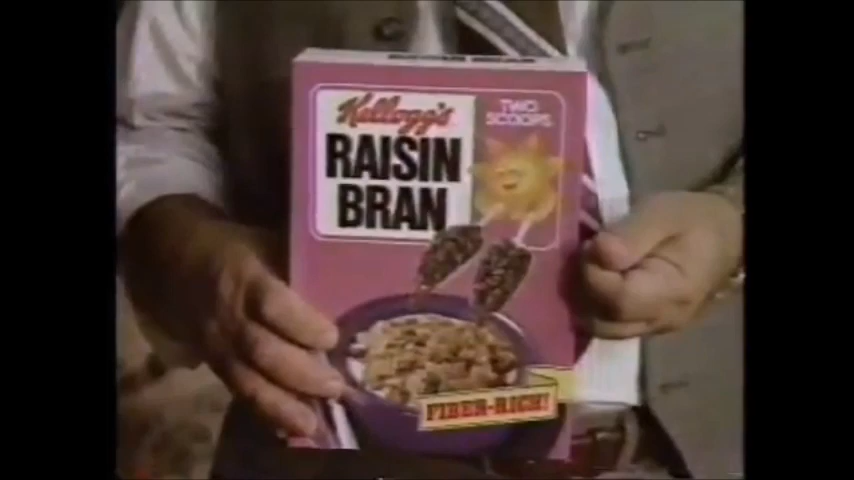 Kellogg's
RAISIN
BRAN
TWO
SCOOPS
FIBER-RICH!